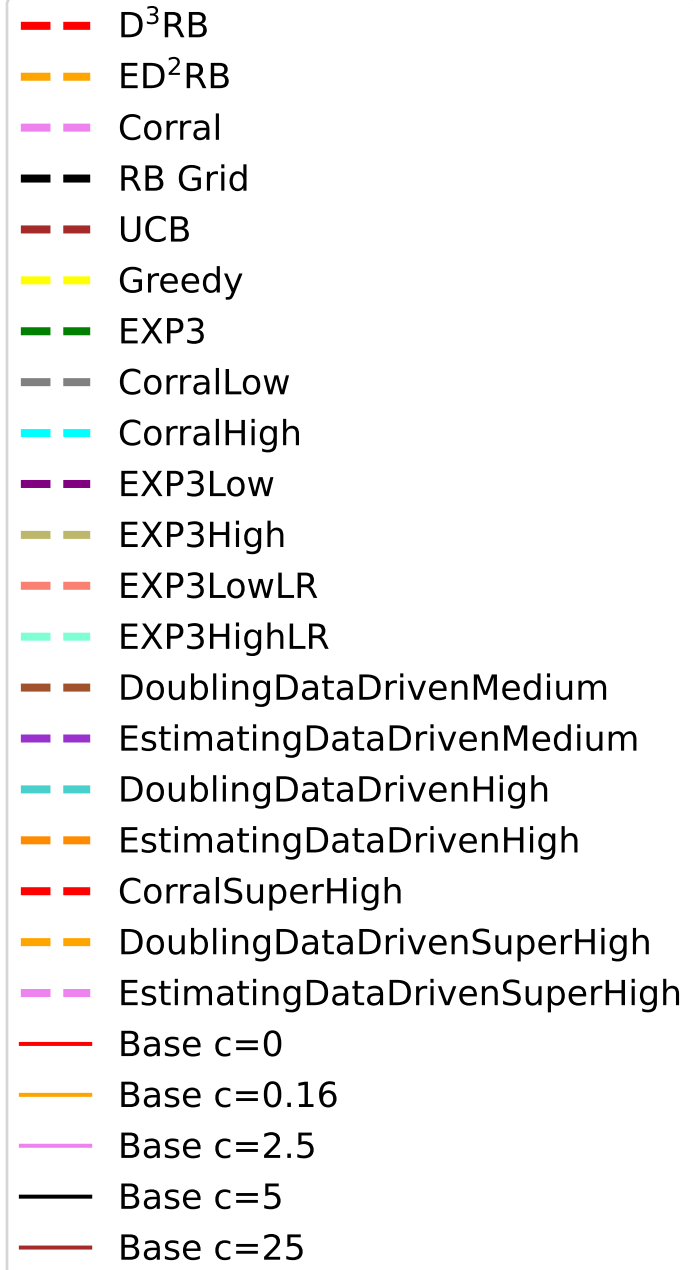 D³RB
ED²RB
Corral
RB Grid
UCB
Greedy
EXP3
CorralLow
CorralHigh
EXP3Low
EXP3High
EXP3LowLR
EXP3HighLR
DoublingDataDrivenMedium
EstimatingDataDrivenMedium
DoublingDataDrivenHigh
EstimatingDataDrivenHigh
CorralSuperHigh
DoublingDataDrivenSuperHigh
EstimatingDataDrivenSuperHigh
Base c=0
Base c=0.16
Base c=2.5
Base c=5
Base c=25